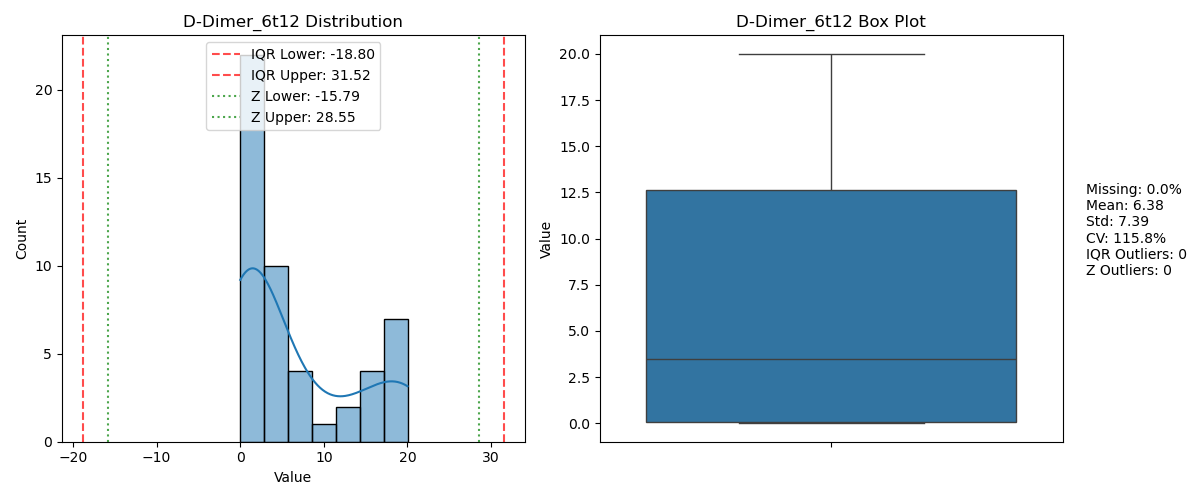 D-Dimer_6t12 Distribution
IQR Lower: -18.80
IQR Upper: 31.52
Z Lower: -15.79
Z Upper: 28.55
Count
20
15
10
5
0
−20
−10
0
10
20
30
Value
D-Dimer_6t12 Box Plot
Value
20.0
17.5
15.0
12.5
10.0
7.5
5.0
2.5
0.0
Missing: 0.0%
Mean: 6.38
Std: 7.39
CV: 115.8%
IQR Outliers: 0
Z Outliers: 0